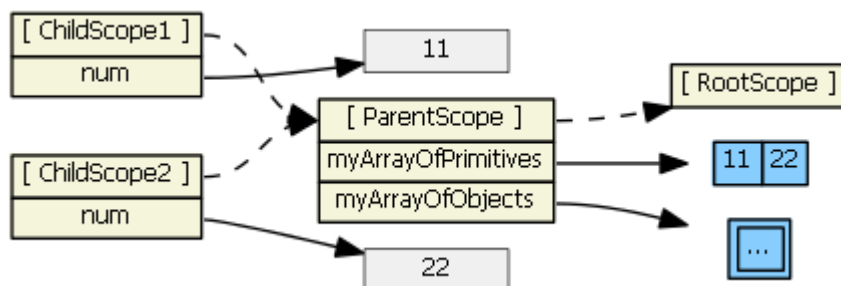 [ ChildScope1 ]
num
11
[ ParentScope ]
myArrayOfPrimitives
myArrayOfObjects
[ RootScope ]
11 22
...
[ ChildScope2 ]
num
22